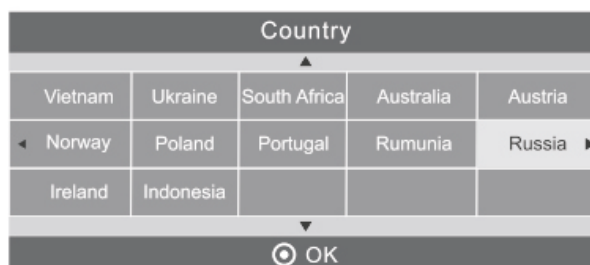 Country
Vietnam Ukraine South Africa Australia Austria
Norway Poland Portugal Rumunia Russia
Ireland Indonesia
OK